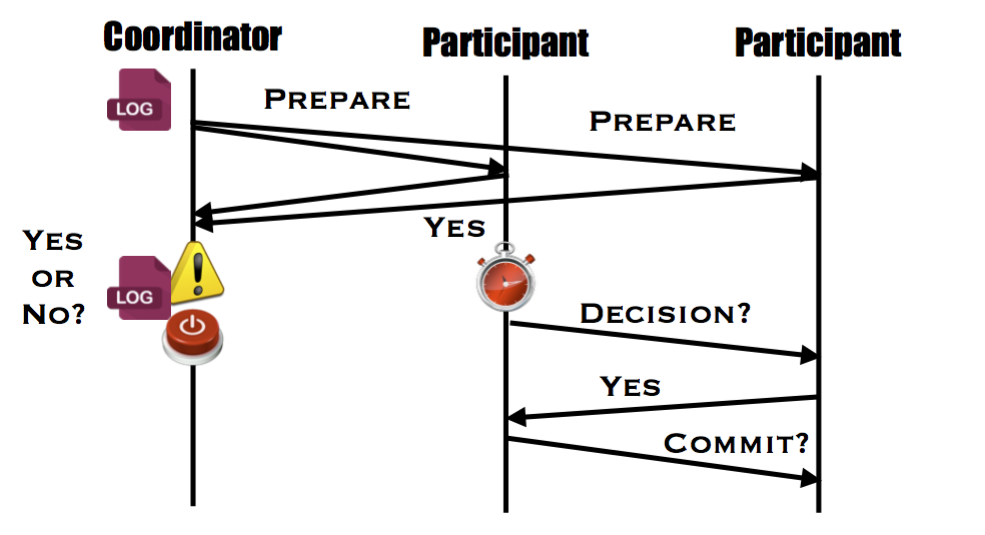 Coordinator
Participant
Participant
LOG
PREPARE
PREPARE
YES
YES
OR
NO?
LOG
DECISION?
YES
COMMIT?